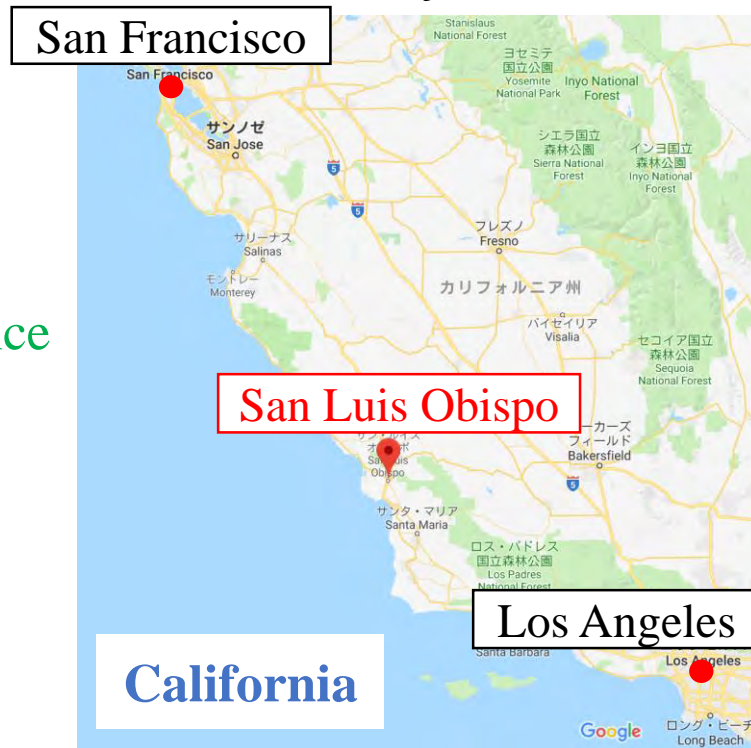 San Francisco
Stanislaus
National Forest
ヨセミテ
国立公園
Yosemite
National Park
Inyo National
Forest
San Francisco
サンノゼ
San Jose
シエラ国立
森林公園
Sierra National
Forest
インヨ国立
森林公園
Inyo National
Forest
5
5
サリーナス
Salinas
フレズノ
Fresno
モントレー
Monterey
カリフォルニア州
バイセイリア
Visalia
セコイア国立
森林公園
Sequoia
National Forest
San Luis Obispo
フィールド
Bakersfield
Obispo
5
サンタ・マリア
Santa Maria
ロス・パドレス
国立森林公園
Los Padres
National Forest
Los Angeles
Santa Barbara
Los Angeles
California
Google
ロング・ビーチ
Long Beach